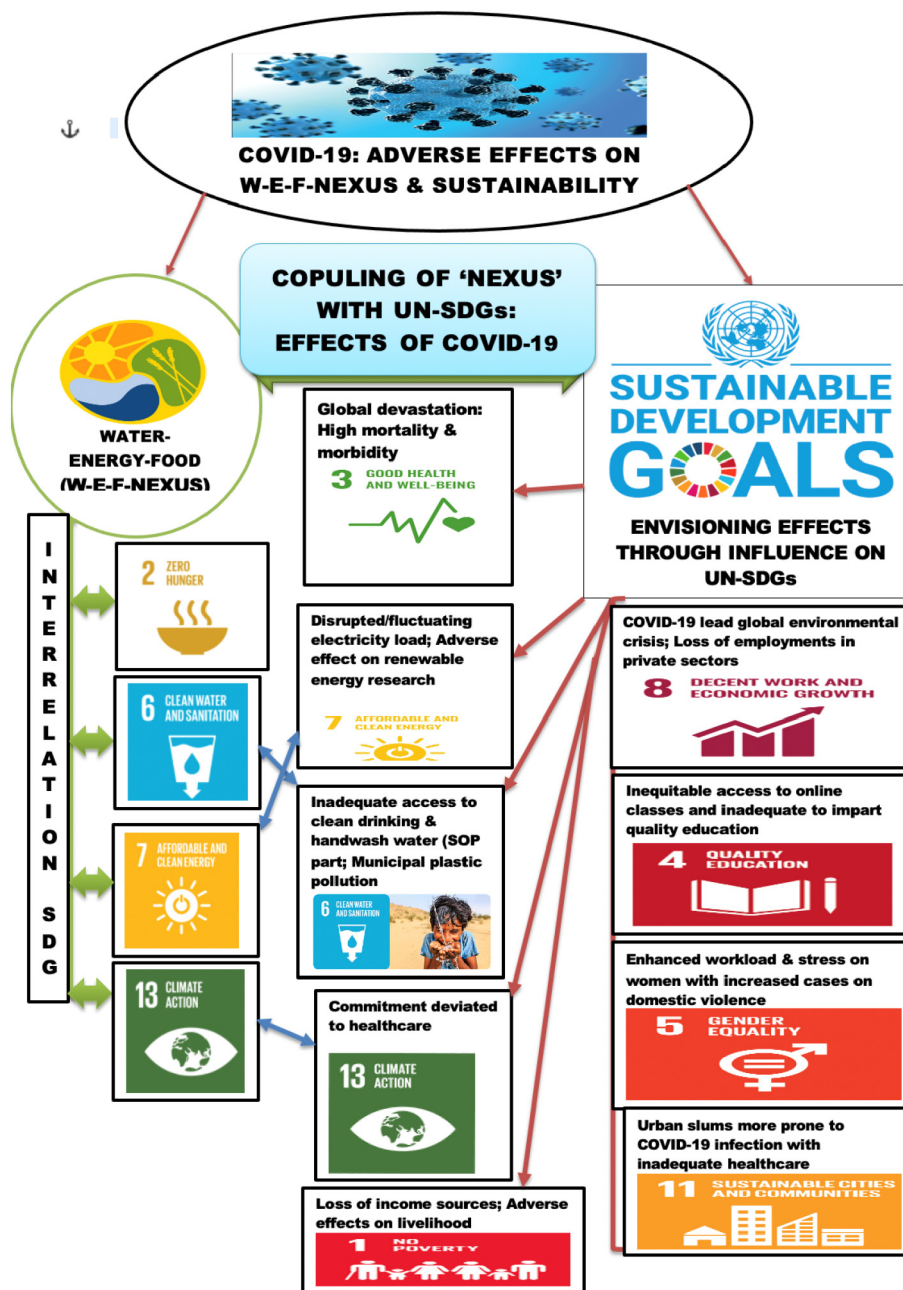 COVID-19: ADVERSE EFFECTS ON
W-E-F-NEXUS & SUSTAINABILITY
COPULING OF ‘NEXUS’
WITH UN-SDGs:
EFFECTS OF COVID-19
WATER-
ENERGY-FOOD
(W-E-F-NEXUS)
SUSTAINABLE
DEVELOPMENT
GOALS
ENVISIONING EFFECTS
THROUGH INFLUENCE ON
UN-SDGs
INTERRELATION SDG
2 ZERO
HUNGER
6 CLEAN WATER
AND SANITATION
7 AFFORDABLE AND
CLEAN ENERGY
13 CLIMATE
ACTION
Global devastation:
High mortality &
morbidity
3 GOOD HEALTH
AND WELL-BEING
Disrupted/fluctuating
electricity load; Adverse
effect on renewable
energy research
7 AFFORDABLE AND
CLEAN ENERGY
Inadequate access to
clean drinking &
handwash water (SOP
part; Municipal plastic
pollution
6 CLEAN WATER
AND SANITATION
Commitment deviated
to healthcare
13 CLIMATE
ACTION
Loss of income sources; Adverse
effects on livelihood
1 NO
POVERTY
COVID-19 lead global environmental
crisis; Loss of employments in
private sectors
8 DECENT WORK AND
ECONOMIC GROWTH
Inequitable access to online
classes and inadequate to impart
quality education
4 QUALITY
EDUCATION
Enhanced workload & stress on
women with increased cases on
domestic violence
5 GENDER
EQUALITY
Urban slums more prone to
COVID-19 infection with
inadequate healthcare
11 SUSTAINABLE CITIES
AND COMMUNITIES